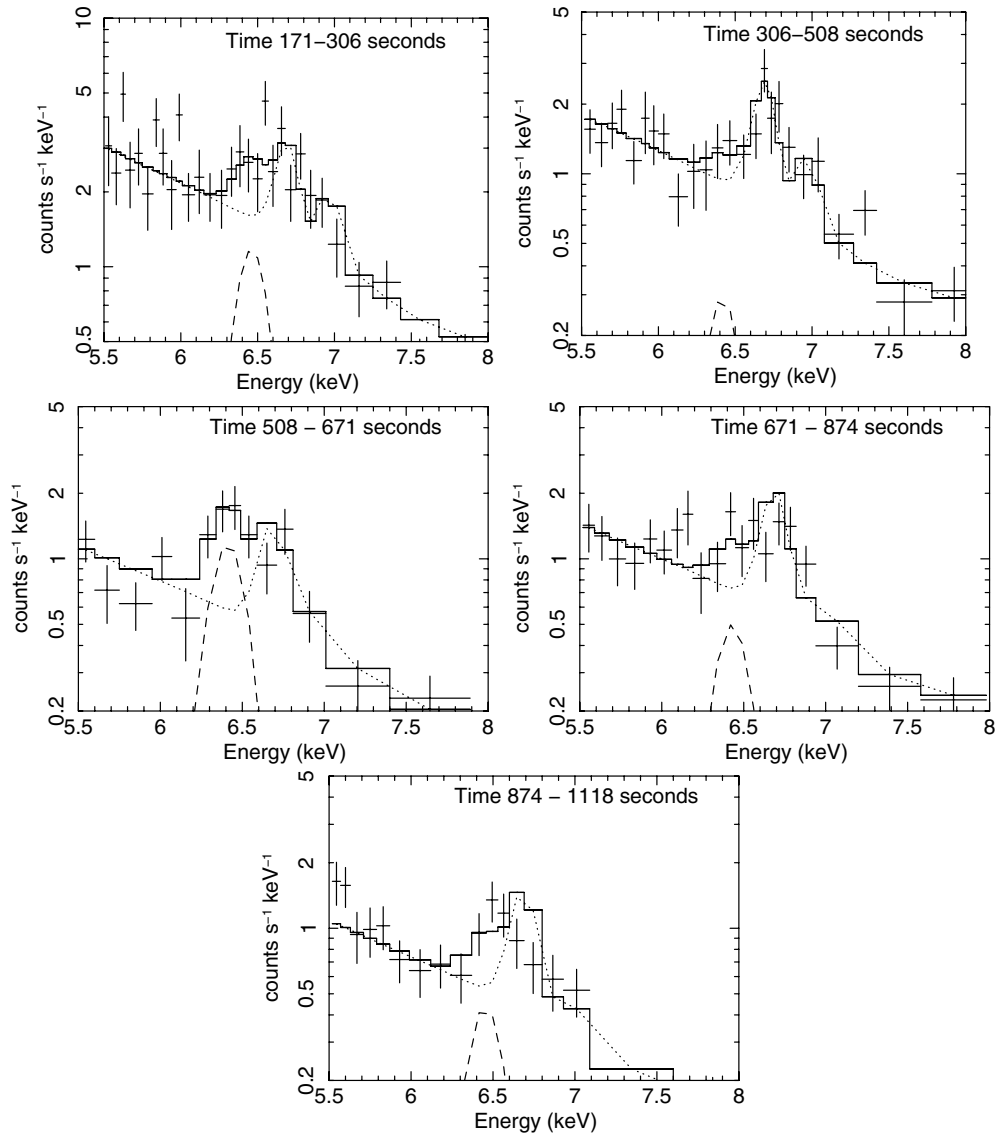 Time 171−306 seconds
counts s⁻¹ keV⁻¹
10
5
2
1
0.5
5.5 6 6.5 7 7.5 8
Energy (keV)
Time 306−508 seconds
counts s⁻¹ keV⁻¹
5
2
1
0.5
0.2
5.5 6 6.5 7 7.5 8
Energy (keV)
Time 508 − 671 seconds
counts s⁻¹ keV⁻¹
5
2
1
0.5
0.2
5.5 6 6.5 7 7.5 8
Energy (keV)
Time 671 − 874 seconds
counts s⁻¹ keV⁻¹
5
2
1
0.5
0.2
5.5 6 6.5 7 7.5 8
Energy (keV)
Time 874 − 1118 seconds
counts s⁻¹ keV⁻¹
5
2
1
0.5
0.2
5.5 6 6.5 7 7.5 8
Energy (keV)